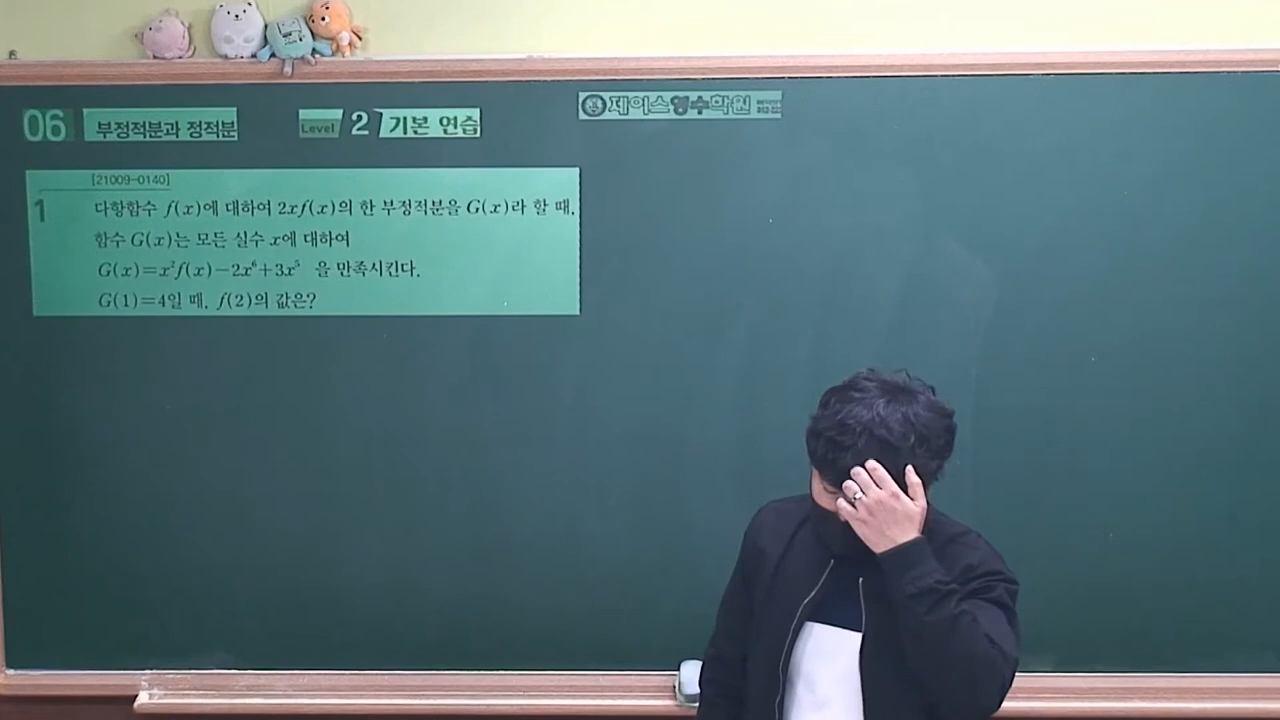 06 부정적분과 정적분 Level 2 기본 연습
제이스영수학원
[21009-0140]
1 다항함수 f(x)에 대하여 2xf(x)의 한 부정적분을 G(x)라 할 때,
함수 G(x)는 모든 실수 x에 대하여
G(x)=x²f(x)-2x⁶+3x⁵ 을 만족시킨다.
G(1)=4일 때, f(2)의 값은?